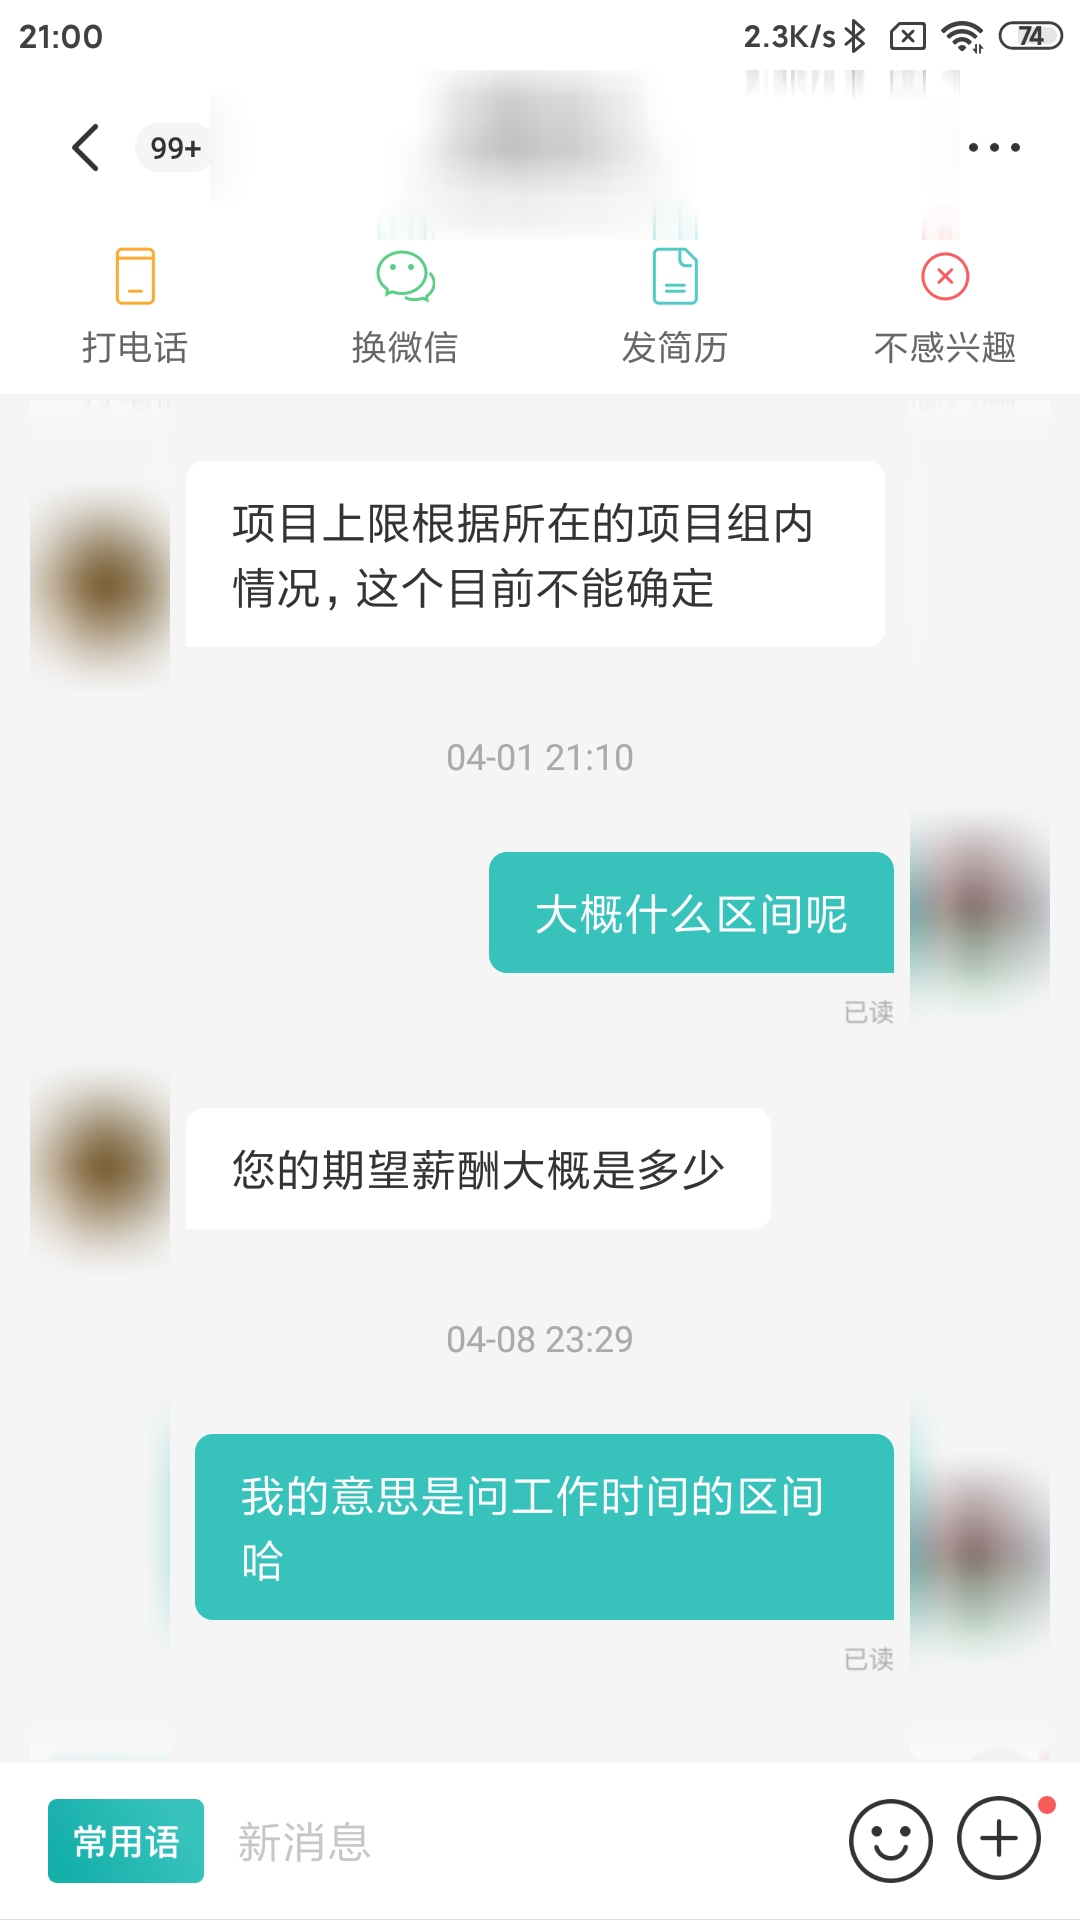 21:00 2.3K/s 74
99+
打电话 换微信 发简历 不感兴趣
项目上限根据所在的项目组内
情况，这个目前不能确定
04-01 21:10
大概什么区间呢
已读
您的期望薪酬大概是多少
04-08 23:29
我的意思是问工作时间的区间
哈
已读
常用语 新消息